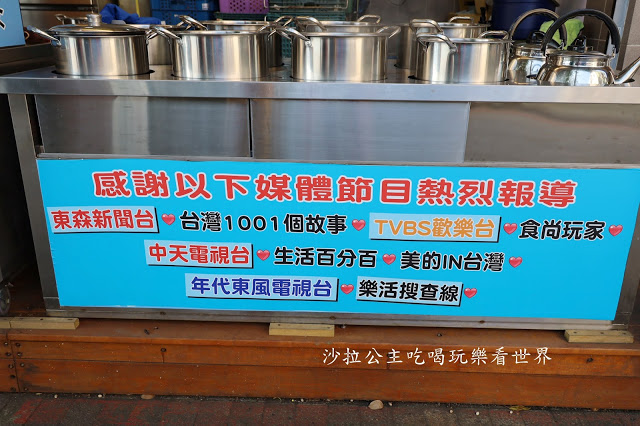 感謝以下媒體節目熱烈報導
東森新聞台❤台灣1001個故事❤TVBS歡樂台❤食尚玩家❤
中天電視台❤生活百分百❤美的IN台灣❤
年代東風電視台❤樂活搜查線❤
沙拉公主吃喝玩樂看世界